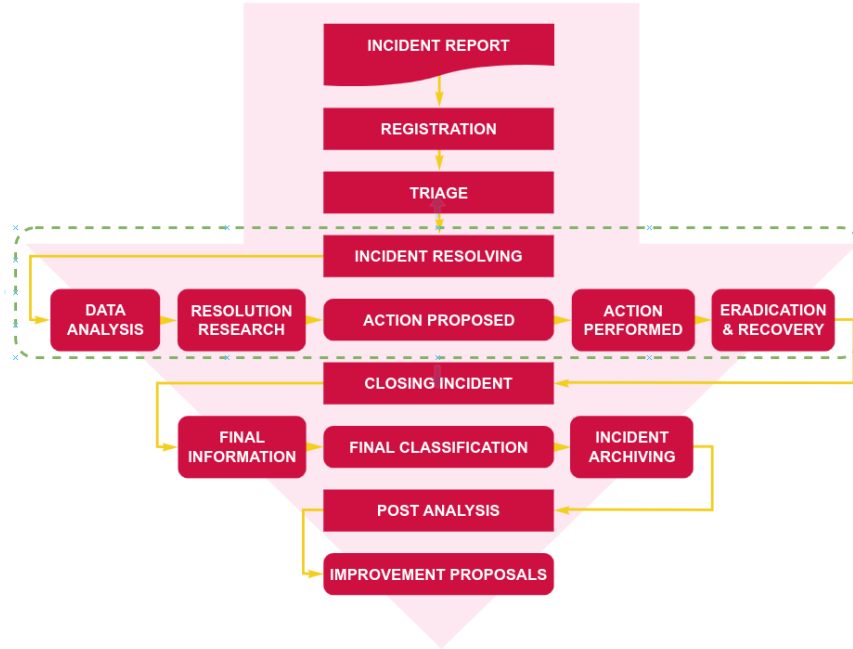 INCIDENT REPORT
REGISTRATION
TRIAGE
INCIDENT RESOLVING
DATA
ANALYSIS
RESOLUTION
RESEARCH
ACTION PROPOSED
ACTION
PERFORMED
ERADICATION
& RECOVERY
CLOSING INCIDENT
FINAL
INFORMATION
FINAL CLASSIFICATION
INCIDENT
ARCHIVING
POST ANALYSIS
IMPROVEMENT PROPOSALS